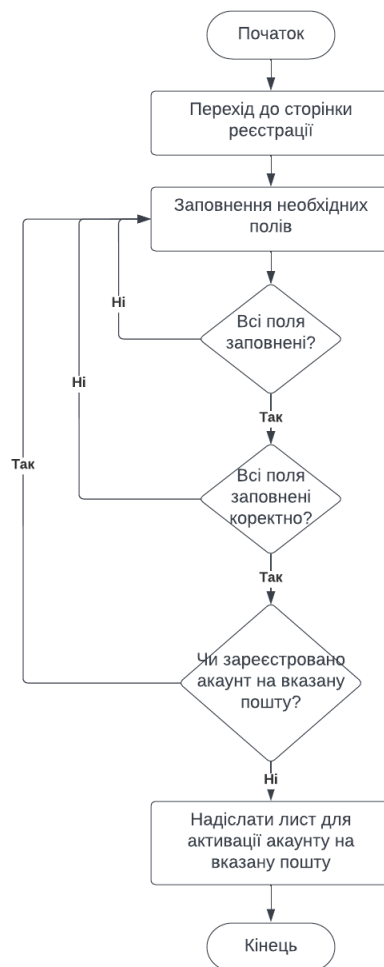 Початок
Перехід до сторінки
реєстрації
Заповнення необхідних
полів
Ні
Всі поля
заповнені?
Ні
Так
Так
Всі поля
заповнені
коректно?
Так
Чи зареєстровано
акаунт на вказану
пошту?
Ні
Надіслати лист для
активації акаунту на
вказану пошту
Кінець